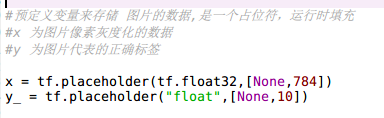 #预定义变量来存储 图片的数据,是一个占位符，运行时填充
#x 为图片像素灰度化的数据
#y 为图片代表的正确标签
x = tf.placeholder(tf.float32,[None,784])
y_ = tf.placeholder("float",[None,10])